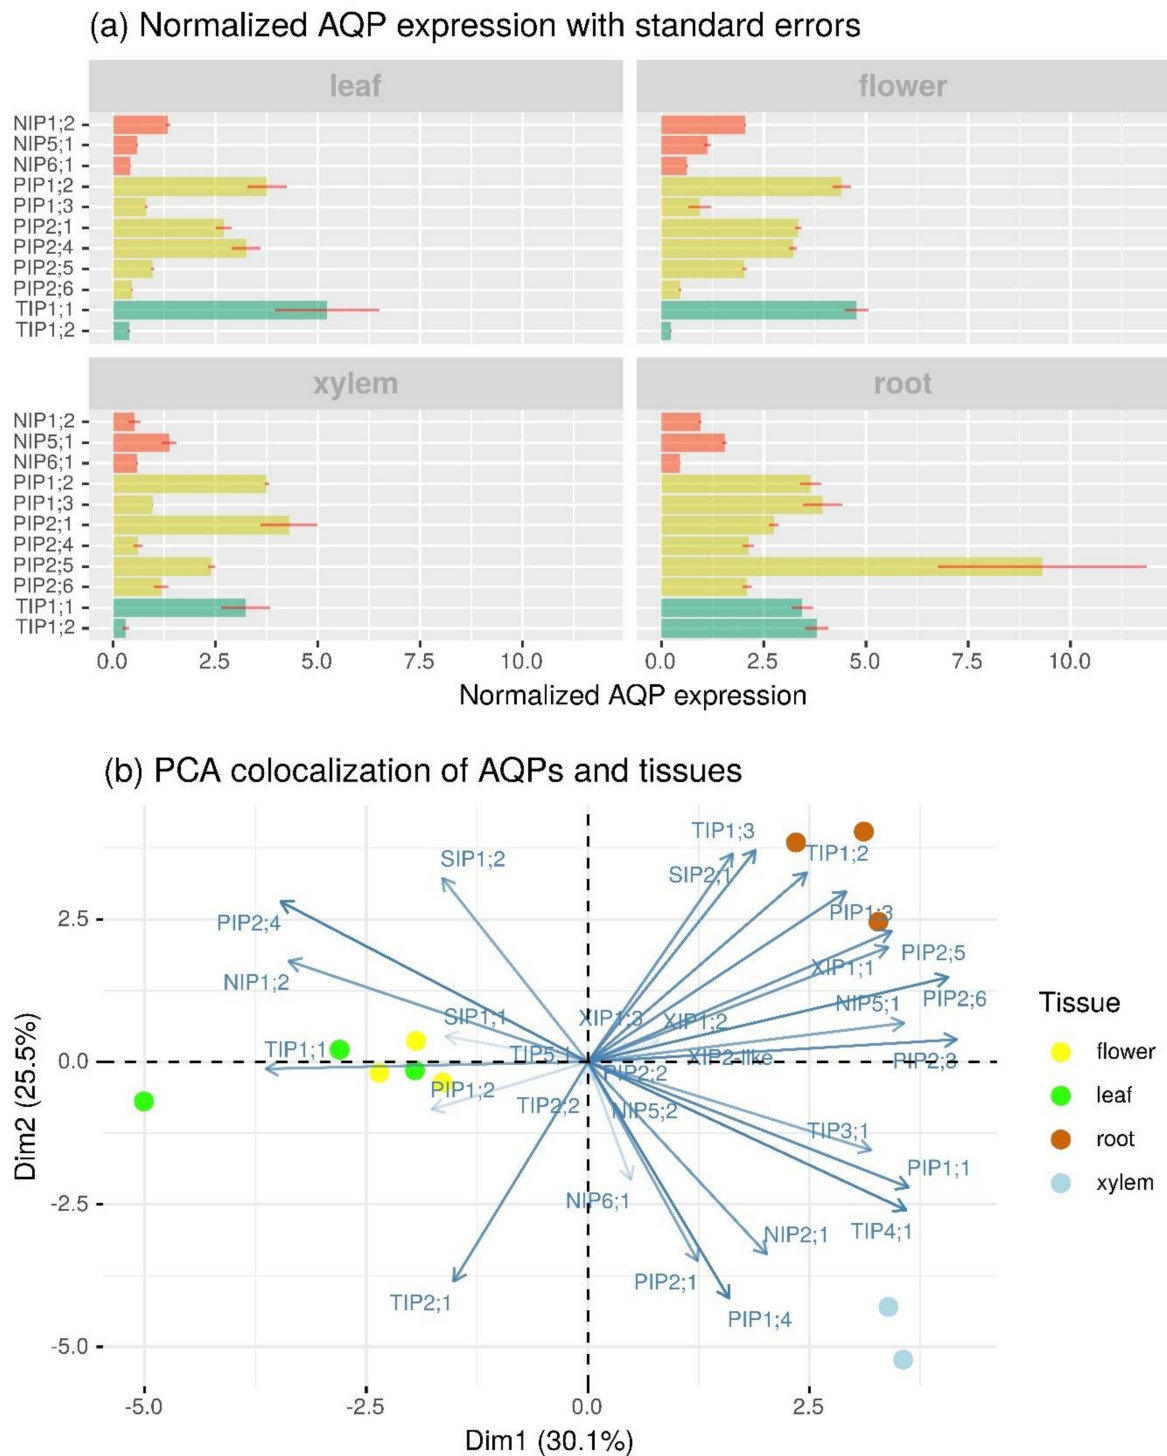 (a) Normalized AQP expression with standard errors
leaf
flower
NIP1;2
NIP5;1
NIP6;1
PIP1;2
PIP1;3
PIP2;1
PIP2;4
PIP2;5
PIP2;6
TIP1;1
TIP1;2
xylem
root
NIP1;2
NIP5;1
NIP6;1
PIP1;2
PIP1;3
PIP2;1
PIP2;4
PIP2;5
PIP2;6
TIP1;1
TIP1;2
0.0 2.5 5.0 7.5 10.0 0.0 2.5 5.0 7.5 10.0
Normalized AQP expression
(b) PCA colocalization of AQPs and tissues
TIP1;3
SIP1;2
TIP1;2
SIP2;1
PIP2;4
PIP1;3
2.5
PIP2;5
XIP1;1
NIP1;2
NIP5;1
PIP2;6
Tissue
SIP1;1
XIP1;3
XIP1;2
TIP1;1
TIP5;1
XIP2-like
PIP2;3
flower
0.0
PIP2;2
PIP1;2
TIP2;2
NIP5;2
leaf
TIP3;1
root
PIP1;1
NIP6;1
xylem
-2.5
NIP2;1
TIP4;1
PIP2;1
TIP2;1
PIP1;4
-5.0
Dim2 (25.5%)
-5.0 -2.5 0.0 2.5
Dim1 (30.1%)